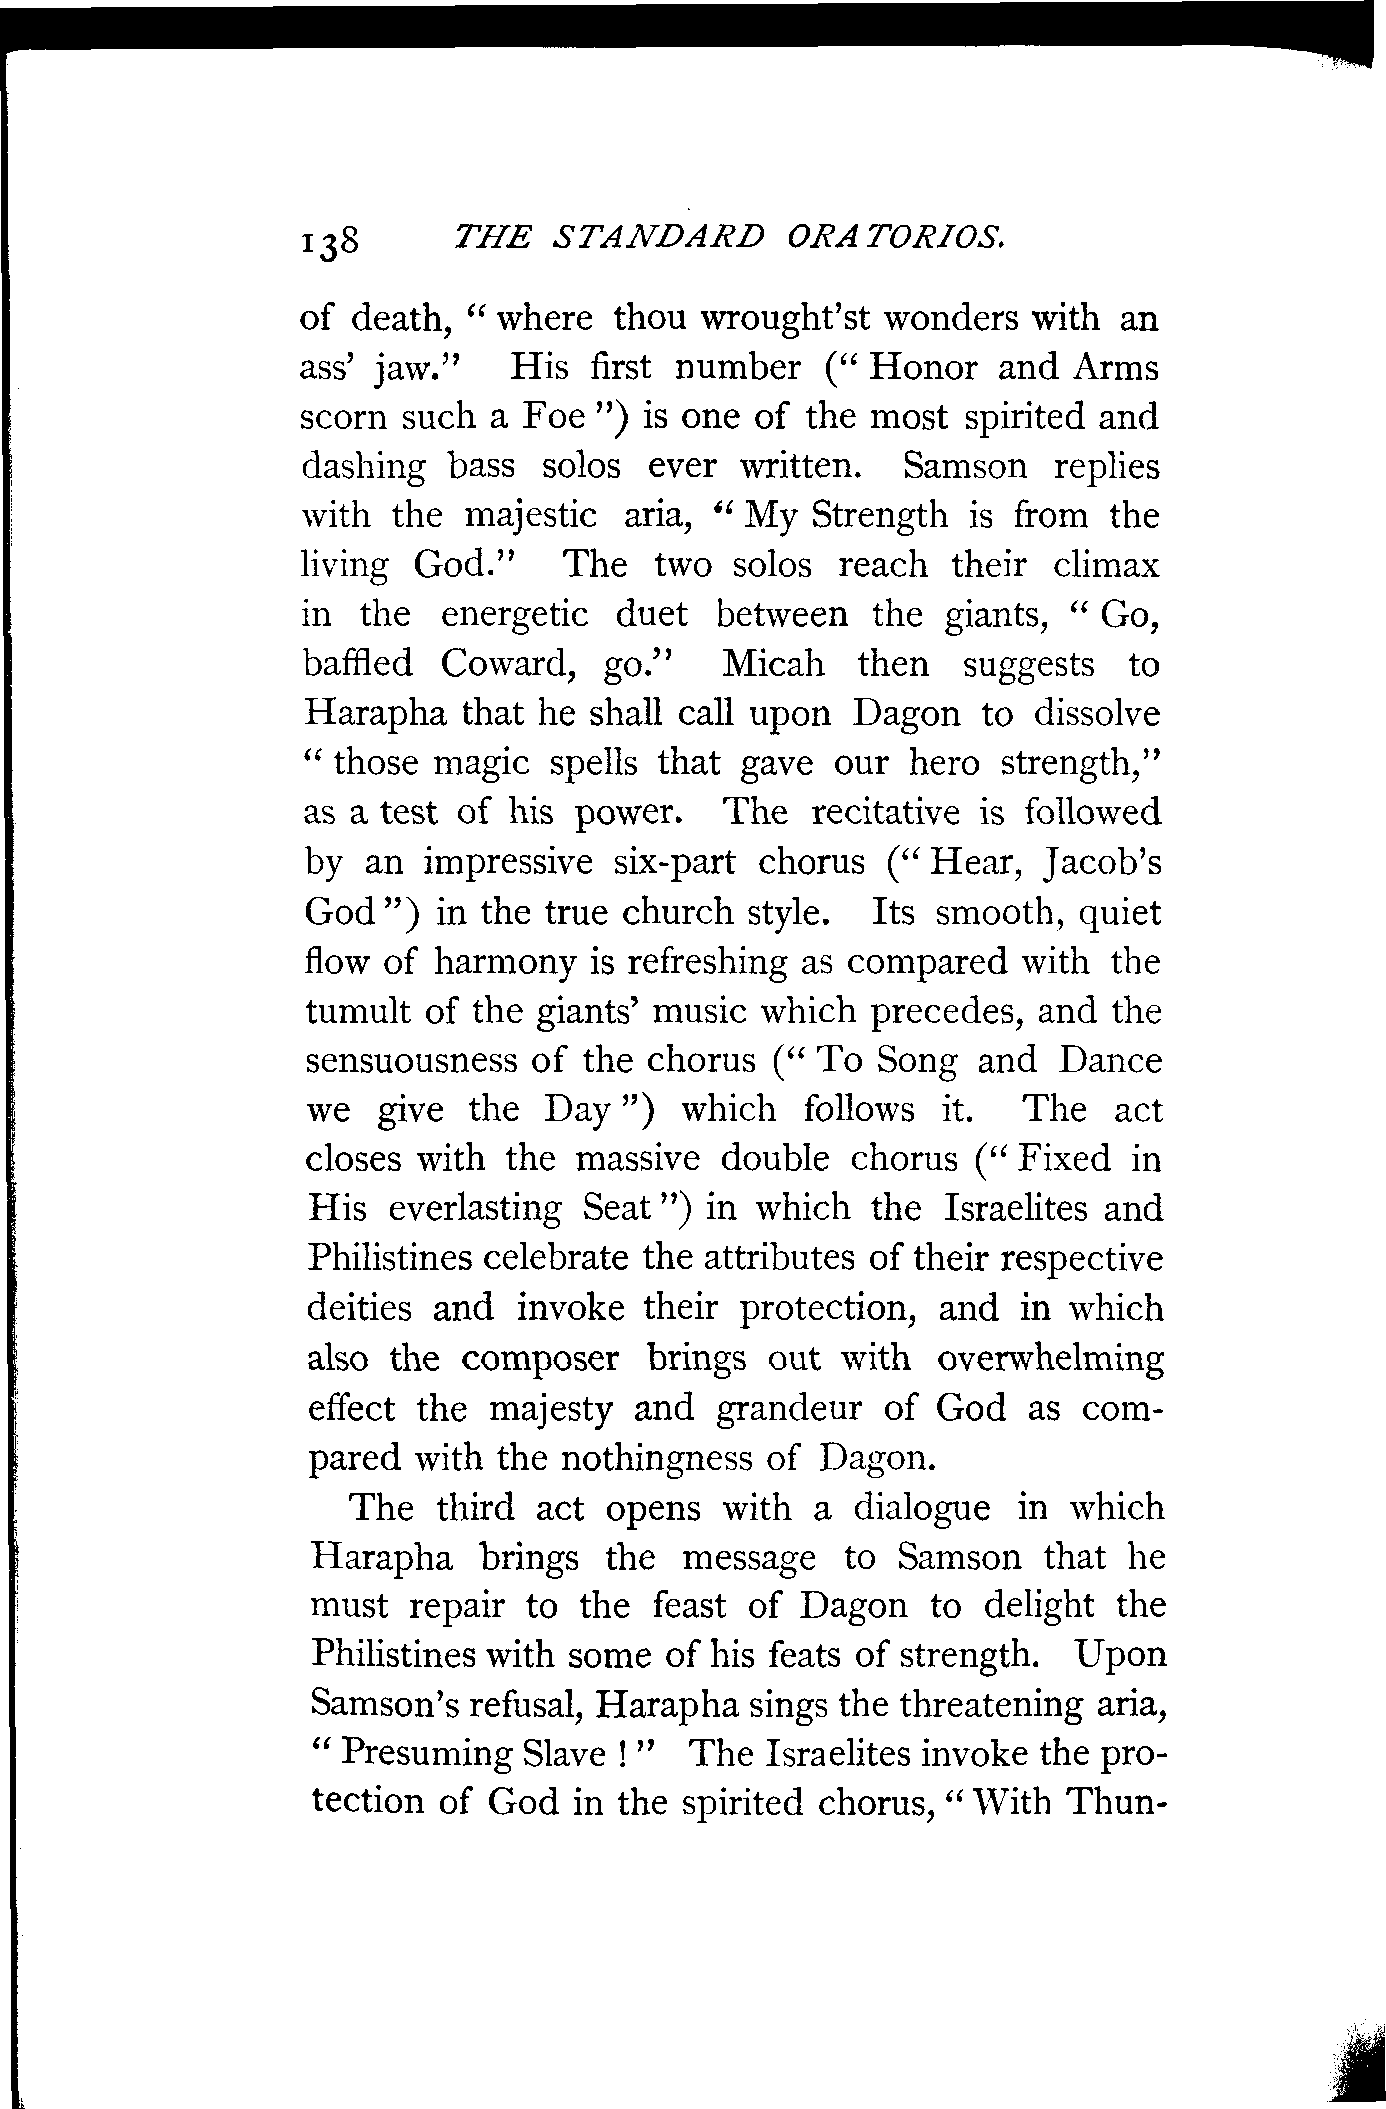 138 THE STANDARD ORATORIOS.
of death, “ where thou wrought’st wonders with an
ass’ jaw.” His first number (“ Honor and Arms
scorn such a Foe ”) is one of the most spirited and
dashing bass solos ever written. Samson replies
with the majestic aria, “ My Strength is from the
living God.” The two solos reach their climax
in the energetic duet between the giants, “ Go,
baffled Coward, go.” Micah then suggests to
Harapha that he shall call upon Dagon to dissolve
“ those magic spells that gave our hero strength,”
as a test of his power. The recitative is followed
by an impressive six-part chorus (“ Hear, Jacob’s
God ”) in the true church style. Its smooth, quiet
flow of harmony is refreshing as compared with the
tumult of the giants’ music which precedes, and the
sensuousness of the chorus (“ To Song and Dance
we give the Day ”) which follows it. The act
closes with the massive double chorus (“ Fixed in
His everlasting Seat ”) in which the Israelites and
Philistines celebrate the attributes of their respective
deities and invoke their protection, and in which
also the composer brings out with overwhelming
effect the majesty and grandeur of God as com-
pared with the nothingness of Dagon.
The third act opens with a dialogue in which
Harapha brings the message to Samson that he
must repair to the feast of Dagon to delight the
Philistines with some of his feats of strength. Upon
Samson’s refusal, Harapha sings the threatening aria,
“ Presuming Slave ! ” The Israelites invoke the pro-
tection of God in the spirited chorus, “ With Thun-